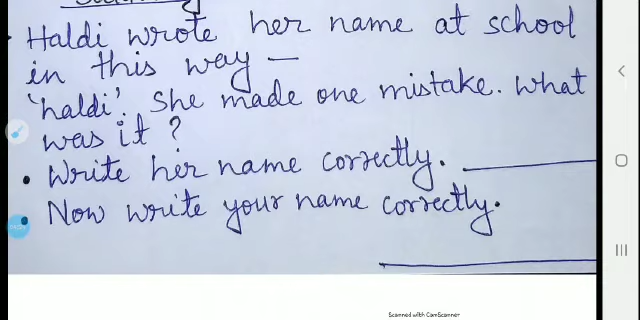 Haldi wrote her name at school
in this way —
'haldi'. She made one mistake. What
was it ?
• Write her name correctly.
• Now write your name correctly.
Scanned with CamScanner